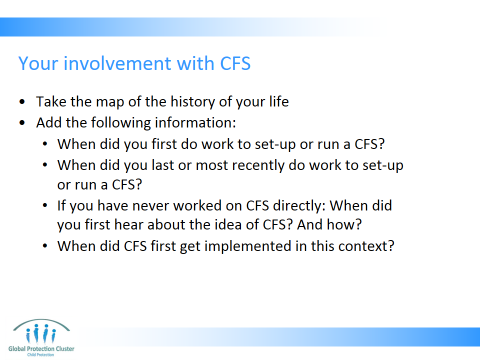 Your involvement with CFS
• Take the map of the history of your life
• Add the following information:
• When did you first do work to set-up or run a CFS?
• When did you last or most recently do work to set-up
or run a CFS?
• If you have never worked on CFS directly: When did
you first hear about the idea of CFS? And how?
• When did CFS first get implemented in this context?
Global Protection Cluster
Child Protection